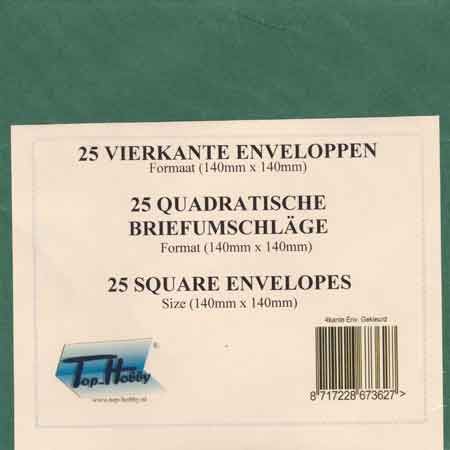 25 VIERKANTE ENVELOPPEN
Formaat (140mm x 140mm)
25 QUADRATISCHE
BRIEFUMSCHLÄGE
Format (140mm x 140mm)
25 SQUARE ENVELOPES
Size (140mm x 140mm)
4kante Env. Gekleurd
Top-Hobby®
www.top-hobby.nl
8 717228 673627 >